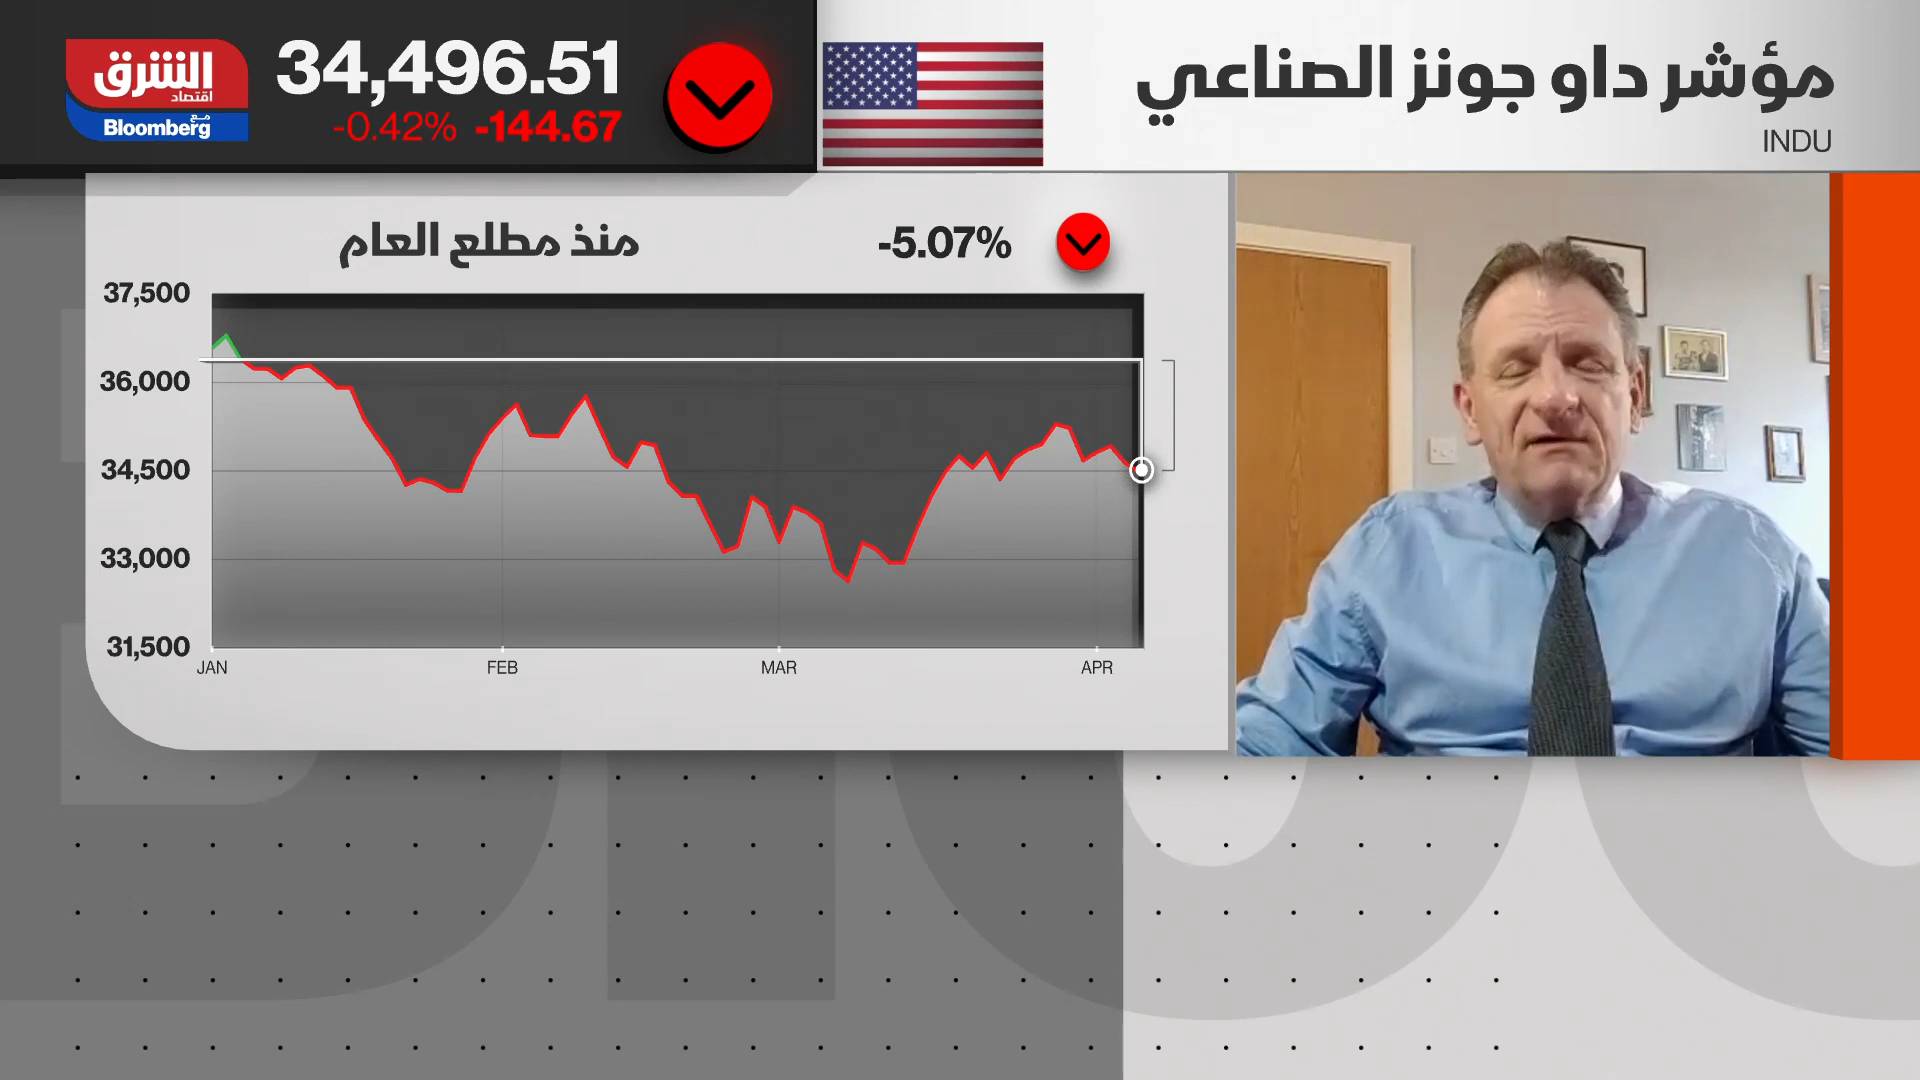 الشرق
اقتصاد
مع
Bloomberg
34,496.51
-0.42% -144.67
مؤشر داو جونز الصناعي
INDU
منذ مطلع العام
-5.07%
37,500
36,000
34,500
33,000
31,500
JAN FEB MAR APR